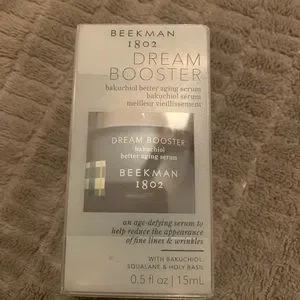 BEEKMAN
1802
DREAM
BOOSTER
bakuchiol better aging serum
bakuchiol serum
meilleur vieillissement
DREAM BOOSTER
bakuchiol
better aging serum
BEEKMAN
1802
an age-defying serum to
help reduce the appearance
of fine lines & wrinkles
WITH BAKUCHIOL,
SQUALANE & HOLY BASIL
0.5 fl oz | 15mL